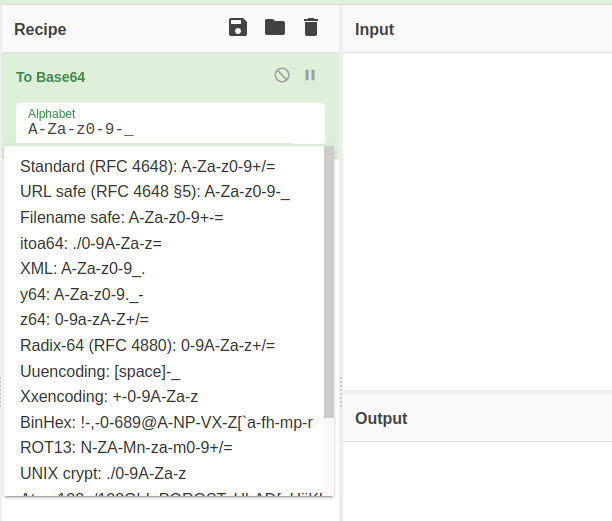 Recipe
Input
To Base64
Alphabet
A-Za-z0-9-_
Standard (RFC 4648): A-Za-z0-9+/=
URL safe (RFC 4648 §5): A-Za-z0-9-_
Filename safe: A-Za-z0-9+-=
itoa64: ./0-9A-Za-z=
XML: A-Za-z0-9_.
y64: A-Za-z0-9._-
z64: 0-9a-zA-Z+/=
Radix-64 (RFC 4880): 0-9A-Za-z+/=
Uuencoding: [space]-_
Xxencoding: +-0-9A-Za-z
BinHex: !-,-0-689@A-NP-VX-Z[`a-fh-mp-r
ROT13: N-ZA-Mn-za-m0-9+/=
UNIX crypt: ./0-9A-Za-z
Output